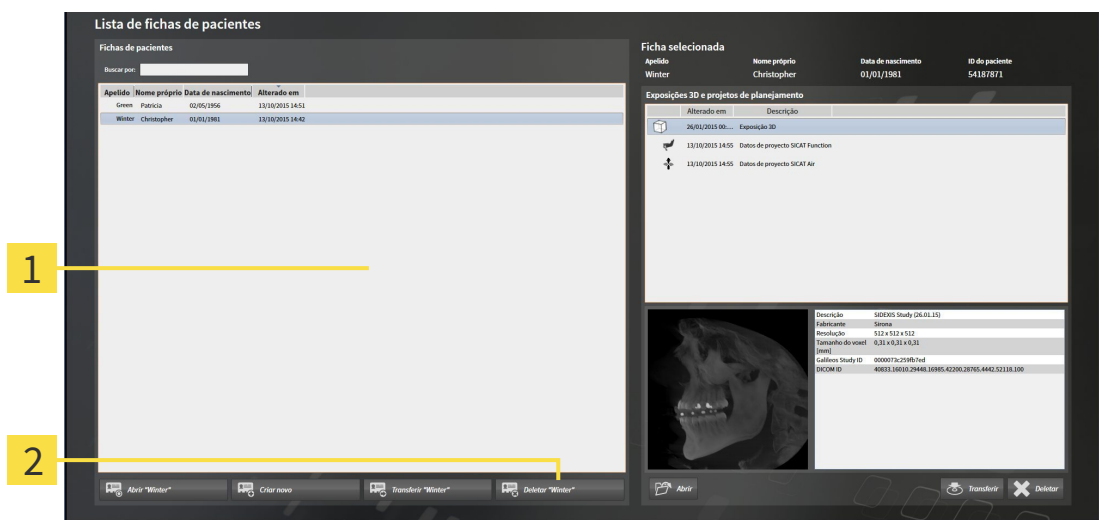 Lista de fichas de pacientes
Fichas de pacientes
Buscar por:
Apelido Nome próprio Data de nascimento Alterado em
Green Patricia 02/05/1956 13/10/2015 14:51
Winter Christopher 01/01/1981 13/10/2015 14:42
1
2
Abrir "Winter" Criar novo Transferir "Winter" Deletar "Winter"
Ficha selecionada
Apelido Nome próprio Data de nascimento ID do paciente
Winter Christopher 01/01/1981 54187871
Exposições 3D e projetos de planejamento
Alterado em Descrição
26/01/2015 00:... Exposição 3D
13/10/2015 14:55 Datos de proyecto SICAT Function
13/10/2015 14:55 Datos de proyecto SICAT Air
Descrição SIDEXIS Study (26.01.15)
Fabricante Sirona
Resolução 512 x 512 x 512
Tamanho do voxel 0,31 x 0,31 x 0,31
[mm]
Galileos Study ID 0000073c259fb7ed
DICOM ID 40833.16010.29448.16985.42200.28765.4442.52118.100
Abrir Transferir Deletar